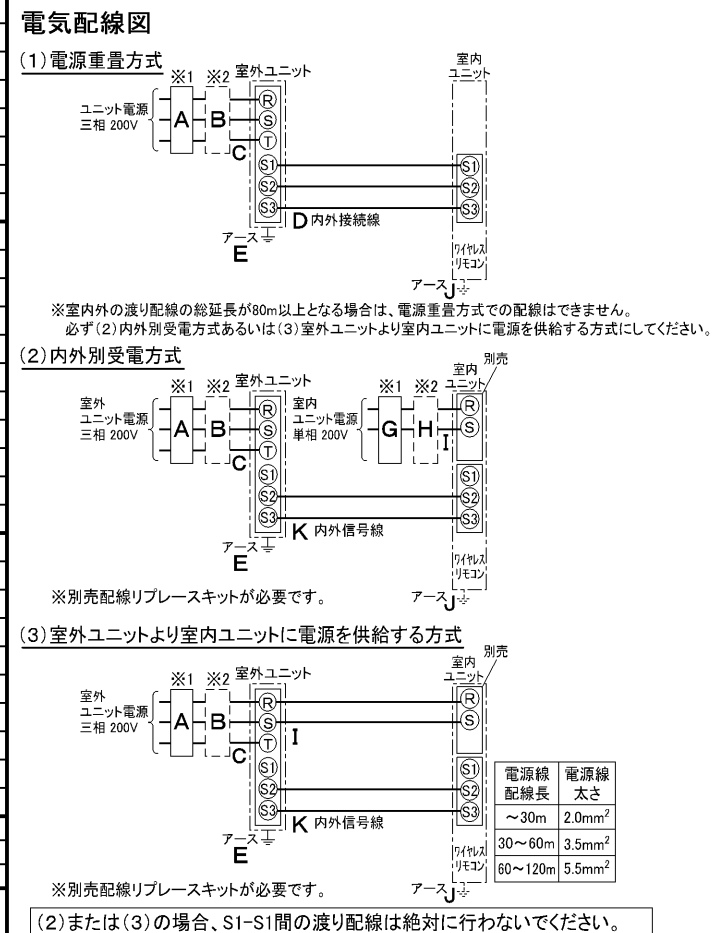 電気配線図
(1)電源重畳方式
※1 ※2 室外ユニット
室内
ユニット
ユニット電源
三相 200V
A B C
R
S
T
S1 S1
S2 S2
S3 S3
D 内外接続線
アース
E
ワイヤレス
リモコン
アース J
※室内外の渡り配線の総延長が80m以上となる場合は、電源重畳方式での配線はできません。
必ず(2)内外別受電方式あるいは(3)室外ユニットより室内ユニットに電源を供給する方式にしてください。
(2)内外別受電方式
※1 ※2 室外ユニット
※1 ※2 室内
ユニット
別売
室外
ユニット電源
三相 200V
A B C
室内
ユニット電源
単相 200V
G H I
R R
S S
T
S1 S1
S2 S2
S3 S3
K 内外信号線
アース
E
ワイヤレス
リモコン
※別売配線リプレースキットが必要です。
アース J
(3)室外ユニットより室内ユニットに電源を供給する方式
※1 ※2 室外ユニット
室内
ユニット
別売
室外
ユニット電源
三相 200V
A B C
R R
S I S
T
S1 S1
S2 S2
S3 S3
K 内外信号線
アース
E
ワイヤレス
リモコン
電源線
配線長
電源線
太さ
～30m 2.0mm²
30～60m 3.5mm²
60～120m 5.5mm²
※別売配線リプレースキットが必要です。
アース J
(2)または(3)の場合、S1-S1間の渡り配線は絶対に行わないでください。